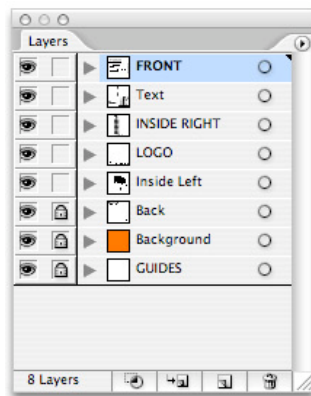 Layers
FRONT
Text
INSIDE RIGHT
LOGO
Inside Left
Back
Background
GUIDES
8 Layers